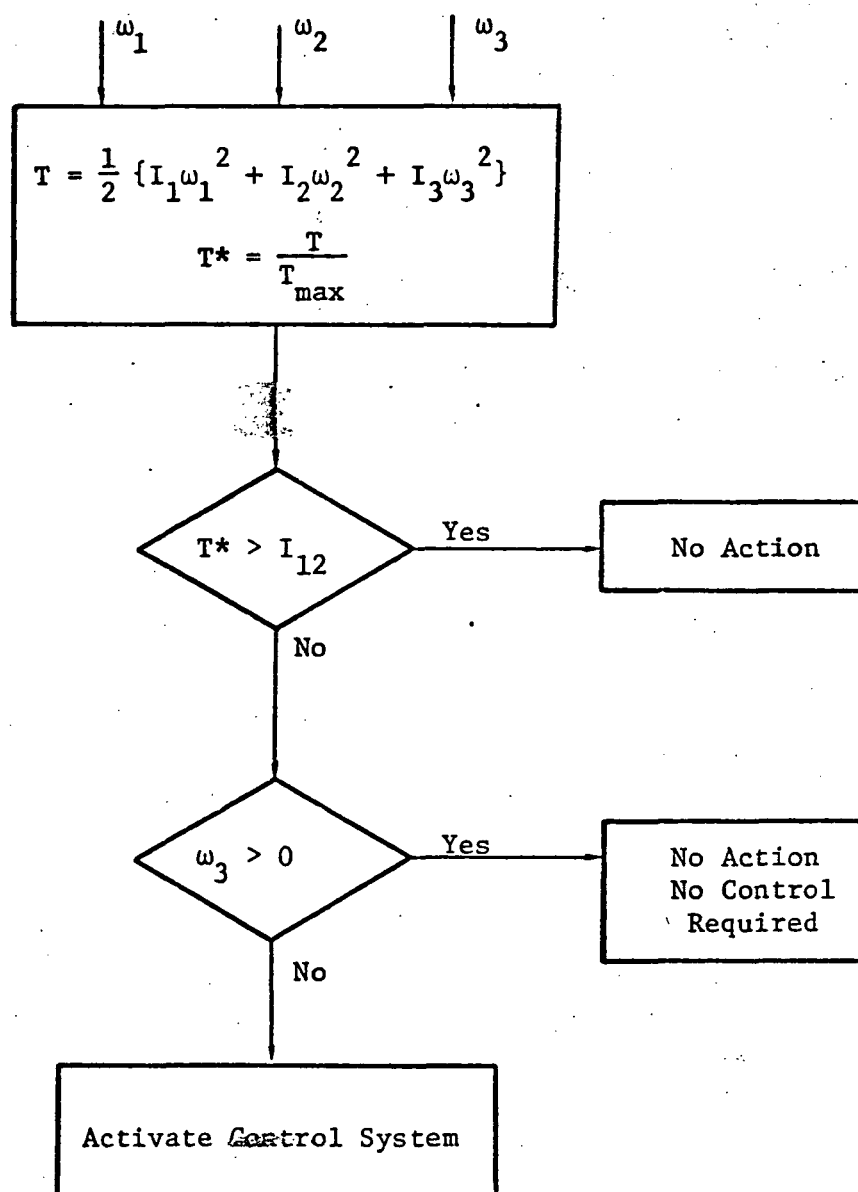 ω₁ ω₂ ω₃
T = 1/2 {I₁ω₁² + I₂ω₂² + I₃ω₃²}
T* = T/T_max
T* > I₁₂
Yes
No Action
No
ω₃ > 0
Yes
No Action
No Control
Required
No
Activate Control System